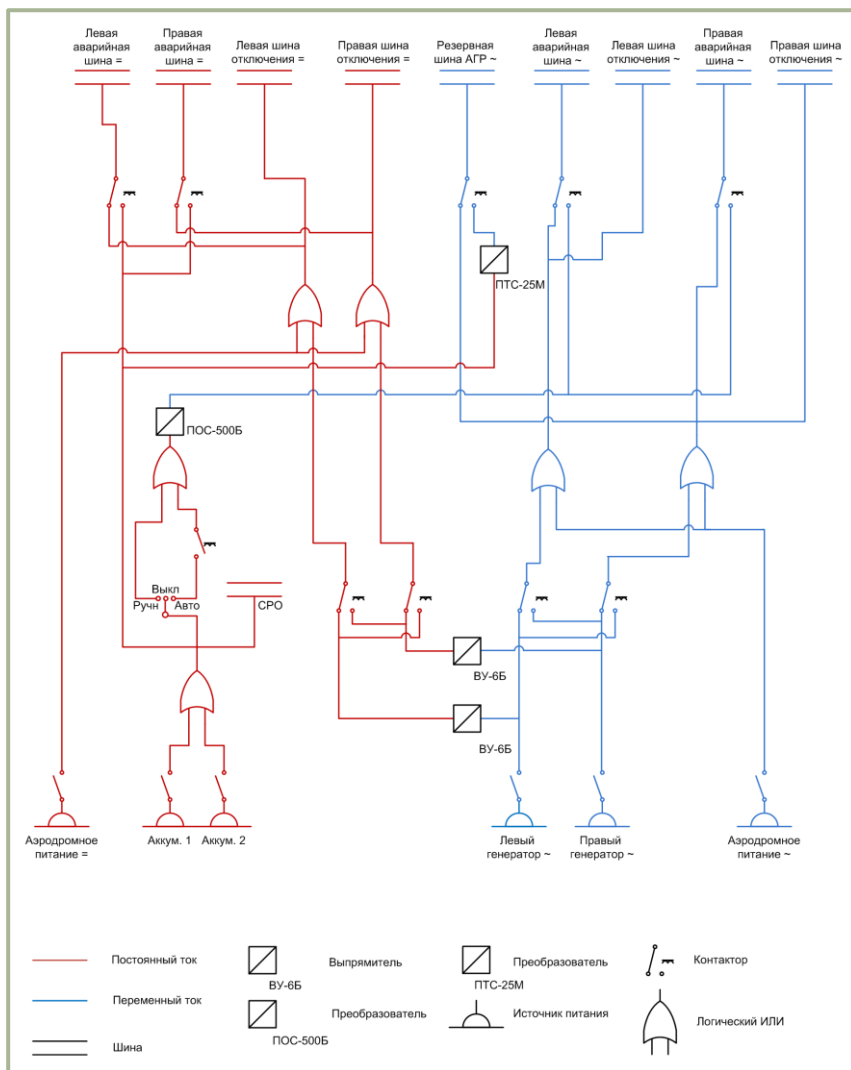 Левая
аварийная
шина =
Правая
аварийная
шина =
Левая шина
отключения =
Правая шина
отключения =
Резервная
шина АГР ~
Левая
аварийная
шина ~
Левая шина
отключения ~
Правая
аварийная
шина ~
Правая шина
отключения ~
ПТС-25М
ПОС-500Б
Выкл
Ручн
Авто
СРО
ВУ-6Б
ВУ-6Б
Аэродромное
питание =
Аккум. 1
Аккум. 2
Левый
генератор ~
Правый
генератор ~
Аэродромное
питание ~
Постоянный ток
Выпрямитель
ВУ-6Б
Преобразователь
ПТС-25М
Контактор
Переменный ток
Преобразователь
ПОС-500Б
Источник питания
Логический ИЛИ
Шина